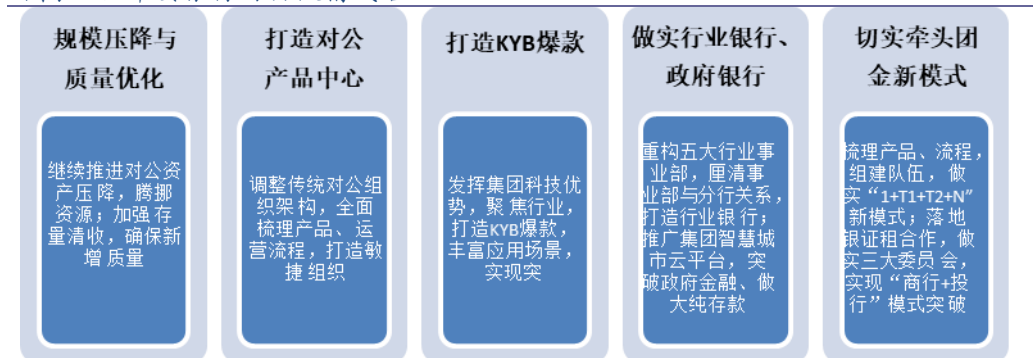 规模压降与
质量优化
继续推进对公资
产压降，腾挪
资源；加强存
量清收，确保新
增质量
打造对公
产品中心
调整传统对公组
织架构，全面
梳理产品、运
营流程，打造敏
捷组织
打造KYB爆款
发挥集团科技优
势，聚焦行业，
打造KYB爆款，
丰富应用场景，
实现突
做实行业银行、
政府银行
重构五大行业事
业部，厘清事
业部与分行关系，
打造行业银行；
推广集团智慧城
市云平台，突
破政府金融、做
大纯存款
切实牵头团
金新模式
梳理产品、流程，
组建队伍，做
实“1+T1+T2+N”
新模式；落地
银证租合作，做
实三大委员会，
实现“商行+投
行”模式突破